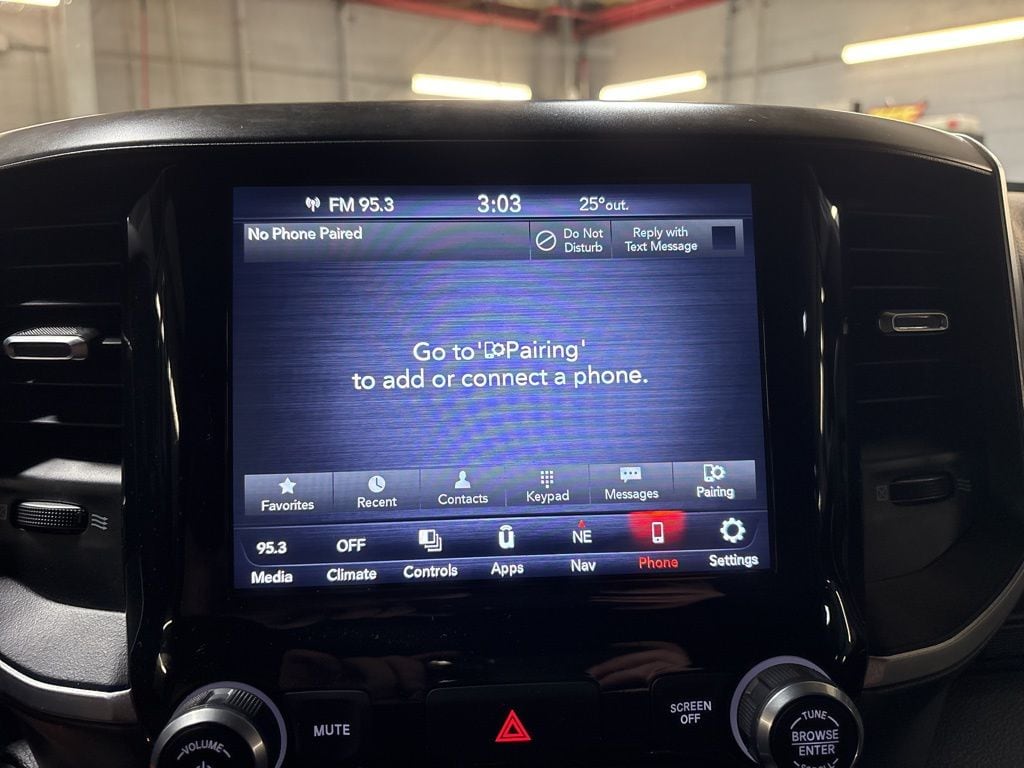 FM 95.3 3:03 25°out.
No Phone Paired
Do Not
Disturb
Reply with
Text Message
Go to 'Pairing'
to add or connect a phone.
Favorites Recent Contacts Keypad Messages Pairing
95.3 OFF NE
Media Climate Controls Apps Nav Phone Settings
VOLUME
MUTE
SCREEN
OFF
TUNE
BROWSE
ENTER
SCROLL